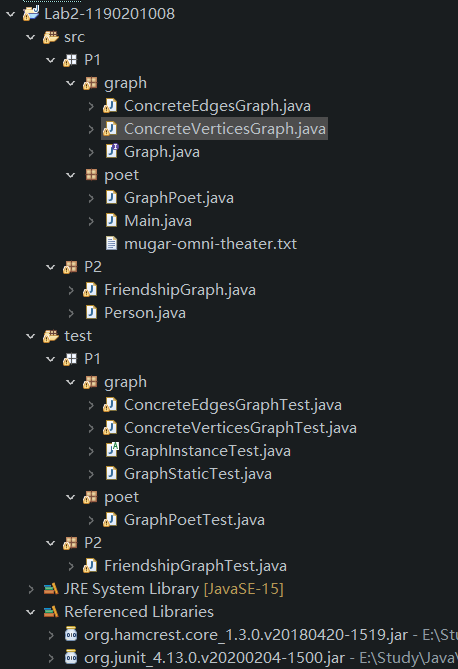 Lab2-1190201008
src
P1
graph
ConcreteEdgesGraph.java
ConcreteVerticesGraph.java
Graph.java
poet
GraphPoet.java
Main.java
mugar-omni-theater.txt
P2
FriendshipGraph.java
Person.java
test
P1
graph
ConcreteEdgesGraphTest.java
ConcreteVerticesGraphTest.java
GraphInstanceTest.java
GraphStaticTest.java
poet
GraphPoetTest.java
P2
FriendshipGraphTest.java
JRE System Library [JavaSE-15]
Referenced Libraries
org.hamcrest.core_1.3.0.v20180420-1519.jar - E:\Stu
org.junit_4.13.0.v20200204-1500.jar - E:\Study\Java\